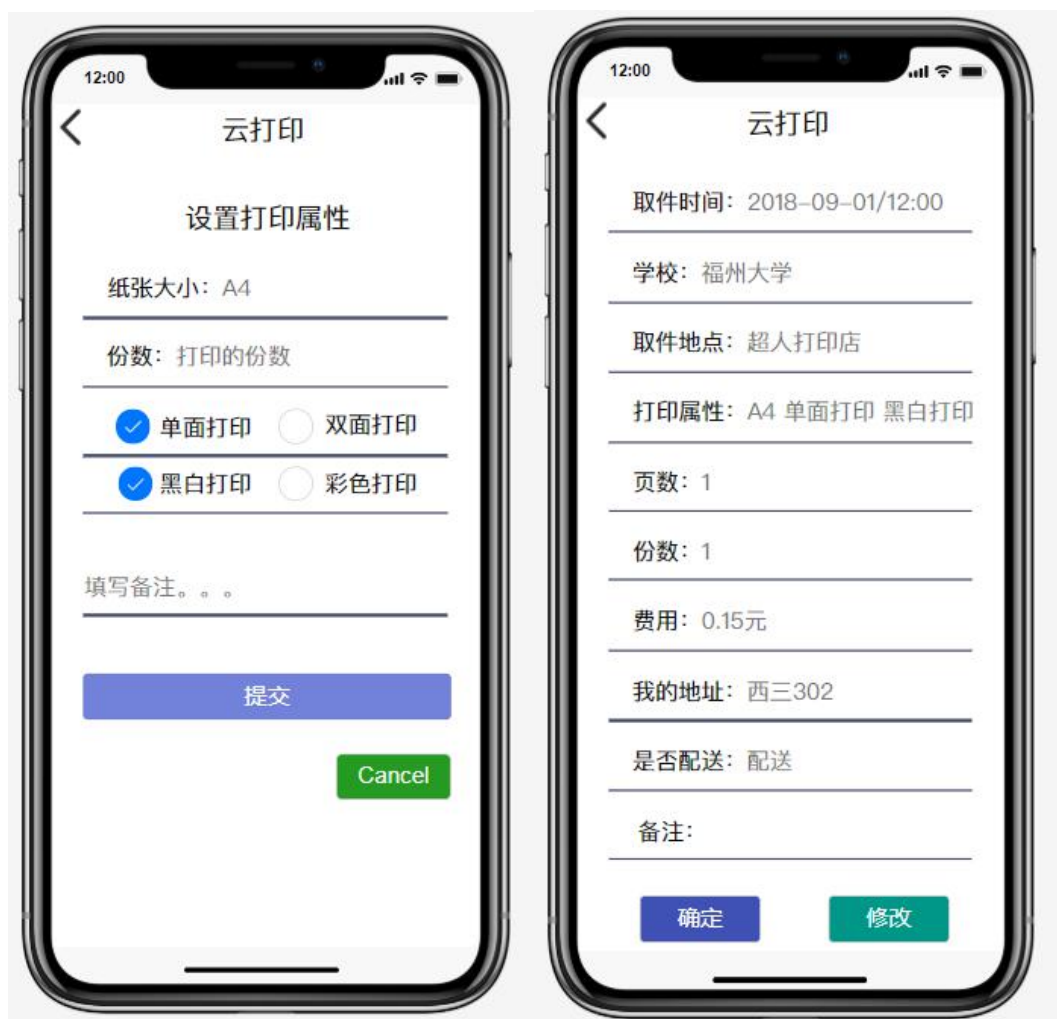 12:00
云打印
设置打印属性
纸张大小：A4
份数：打印的份数
单面打印 双面打印
黑白打印 彩色打印
填写备注。。。
提交
Cancel
12:00
云打印
取件时间：2018-09-01/12:00
学校：福州大学
取件地点：超人打印店
打印属性：A4 单面打印 黑白打印
页数：1
份数：1
费用：0.15元
我的地址：西三302
是否配送：配送
备注：
确定 修改